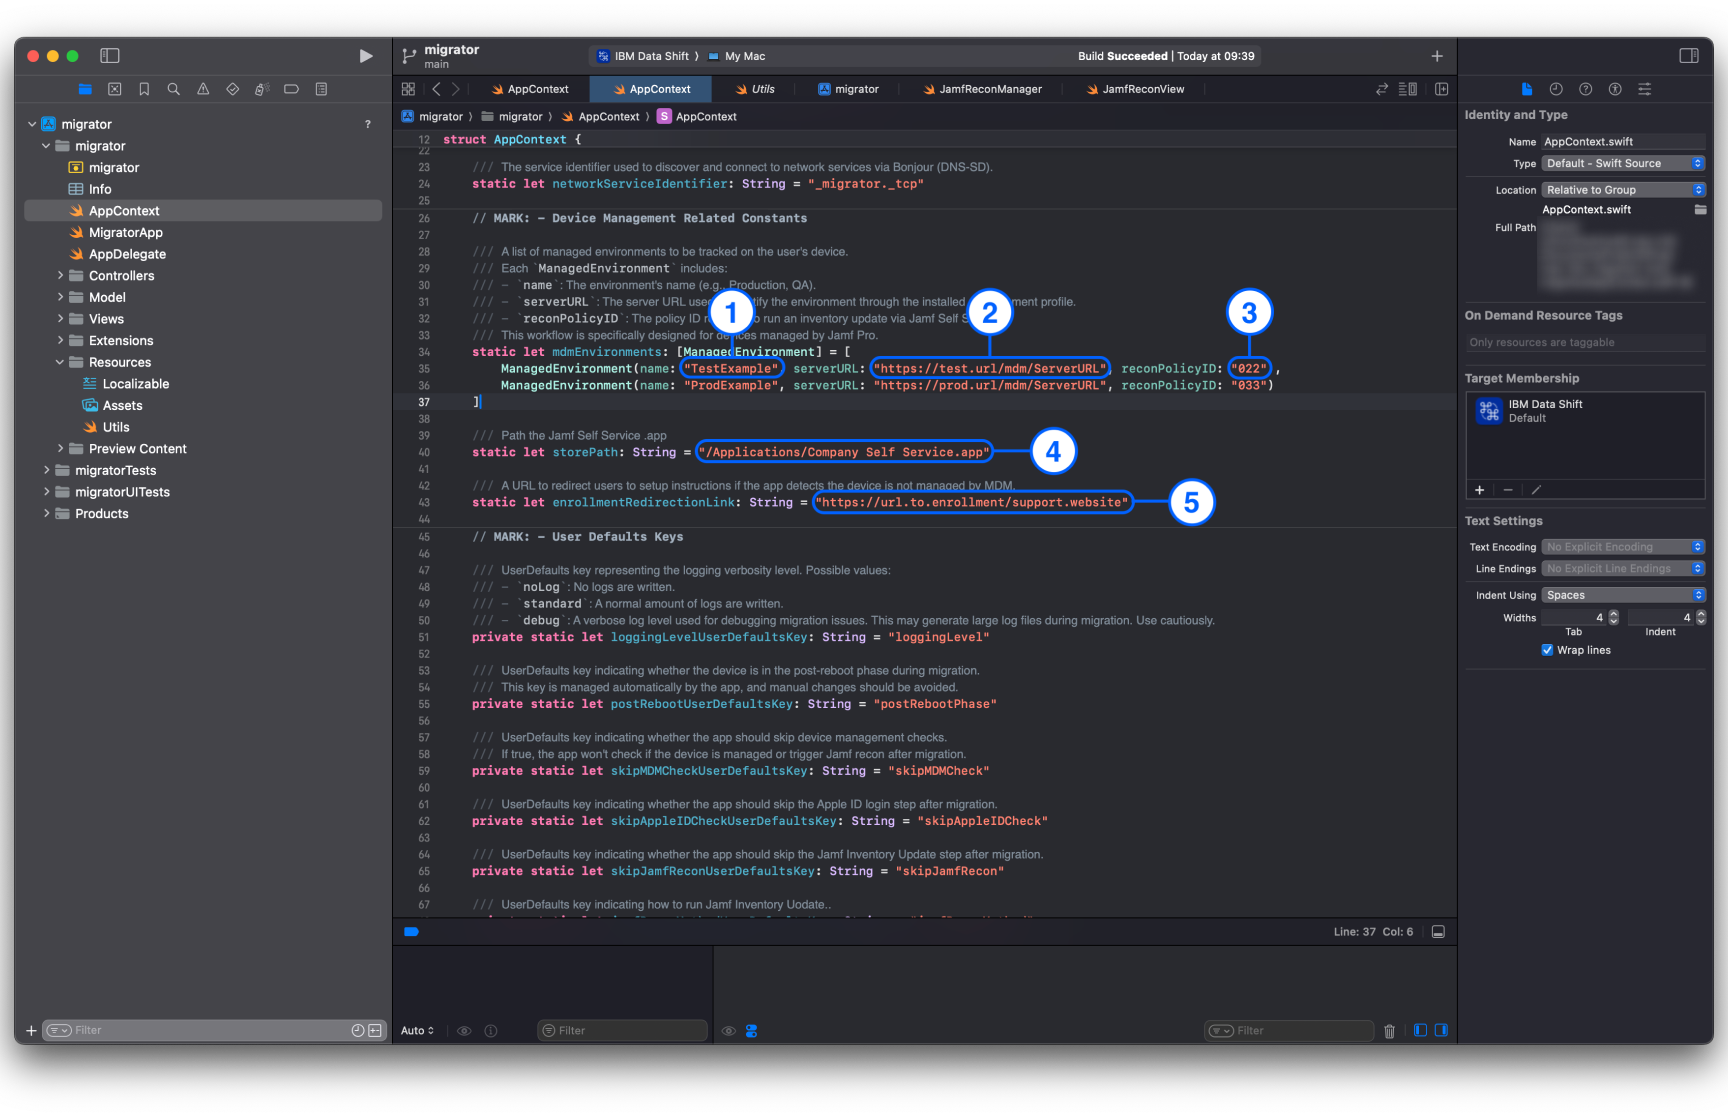 migrator
main
IBM Data Shift 〉 My Mac
Build Succeeded | Today at 09:39
AppContext
AppContext
Utils
migrator
JamfReconManager
JamfReconView
migrator 〉 migrator 〉 AppContext 〉 S AppContext
migrator ?
migrator
migrator
Info
AppContext
MigratorApp
AppDelegate
Controllers
Model
Views
Extensions
Resources
Localizable
Assets
Utils
Preview Content
migratorTests
migratorUITests
Products
Filter
12 struct AppContext {
22
23 /// The service identifier used to discover and connect to network services via Bonjour (DNS-SD).
24 static let networkServiceIdentifier: String = "_migrator._tcp"
25
26 // MARK: - Device Management Related Constants
27
28 /// A list of managed environments to be tracked on the user's device.
29 /// Each `ManagedEnvironment` includes:
30 /// - `name`: The environment's name (e.g., Production, QA).
31 /// - `serverURL`: The server URL use tify the environment through the installed ment profile.
32 /// - `reconPolicyID`: The policy ID r o run an inventory update via Jamf Self S
33 /// This workflow is specifically designed for devices managed by Jamf Pro.
34 static let mdmEnvironments: [ManagedEnvironment] = [
35 ManagedEnvironment(name: "TestExample" serverURL: "https://test.url/mdm/ServerURL", reconPolicyID: "022" ,
36 ManagedEnvironment(name: "ProdExample", serverURL: "https://prod.url/mdm/ServerURL", reconPolicyID: "033")
37 ]
38
39 /// Path the Jamf Self Service .app
40 static let storePath: String = "/Applications/Company Self Service.app"
41
42 /// A URL to redirect users to setup instructions if the app detects the device is not managed by MDM.
43 static let enrollmentRedirectionLink: String = "https://url.to.enrollment/support.website"
44
45 // MARK: - User Defaults Keys
46
47 /// UserDefaults key representing the logging verbosity level. Possible values:
48 /// - `noLog`: No logs are written.
49 /// - `standard`: A normal amount of logs are written.
50 /// - `debug`: A verbose log level used for debugging migration issues. This may generate large log files during migration. Use cautiously.
51 private static let loggingLevelUserDefaultsKey: String = "loggingLevel"
52
53 /// UserDefaults key indicating whether the device is in the post-reboot phase during migration.
54 /// This key is managed automatically by the app, and manual changes should be avoided.
55 private static let postRebootUserDefaultsKey: String = "postRebootPhase"
56
57 /// UserDefaults key indicating whether the app should skip device management checks.
58 /// If true, the app won't check if the device is managed or trigger Jamf recon after migration.
59 private static let skipMDMCheckUserDefaultsKey: String = "skipMDMCheck"
60
61 /// UserDefaults key indicating whether the app should skip the Apple ID login step after migration.
62 private static let skipAppleIDCheckUserDefaultsKey: String = "skipAppleIDCheck"
63
64 /// UserDefaults key indicating whether the app should skip the Jamf Inventory Update step after migration.
65 private static let skipJamfReconUserDefaultsKey: String = "skipJamfRecon"
66
67 /// UserDefaults key indicating how to run Jamf Inventory Uodate..
1
2
3
4
5
Line: 37 Col: 6
Auto
Filter
Filter
Identity and Type
Name AppContext.swift
Type Default - Swift Source
Location Relative to Group
AppContext.swift
Full Path
On Demand Resource Tags
Only resources are taggable
Target Membership
IBM Data Shift
Default
Text Settings
Text Encoding No Explicit Encoding
Line Endings No Explicit Line Endings
Indent Using Spaces
Widths 4 4
Tab Indent
Wrap lines